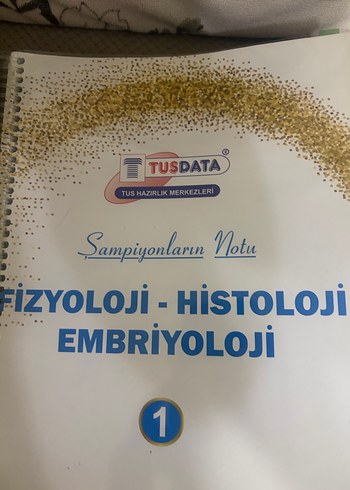 TUSDATA®
TUS HAZIRLIK MERKEZLERİ
Şampiyonların Notu
FİZYOLOJİ - HİSTOLOJİ
EMBRİYOLOJİ
1